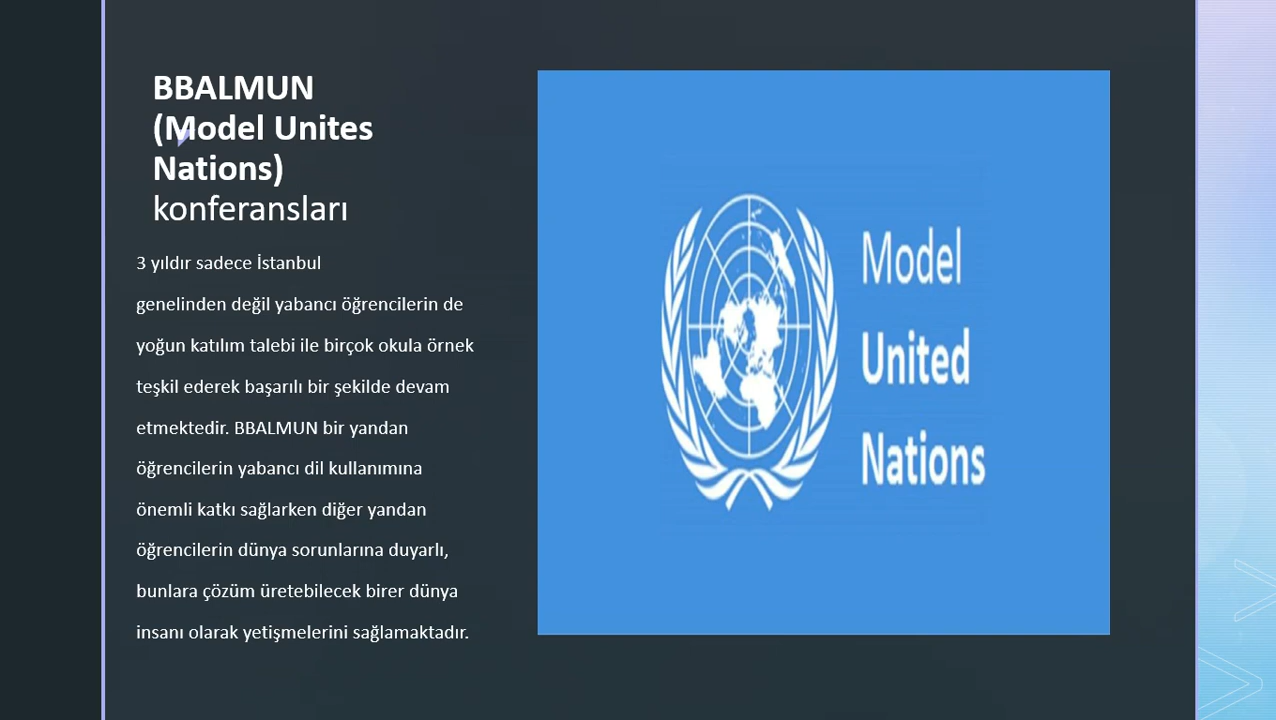 BBALMUN
(Model Unites
Nations)
konferansları
3 yıldır sadece İstanbul
genelinden değil yabancı öğrencilerin de
yoğun katılım talebi ile birçok okula örnek
teşkil ederek başarılı bir şekilde devam
etmektedir. BBALMUN bir yandan
öğrencilerin yabancı dil kullanımına
önemli katkı sağlarken diğer yandan
öğrencilerin dünya sorunlarına duyarlı,
bunlara çözüm üretebilecek birer dünya
insanı olarak yetişmelerini sağlamaktadır.
Model
United
Nations